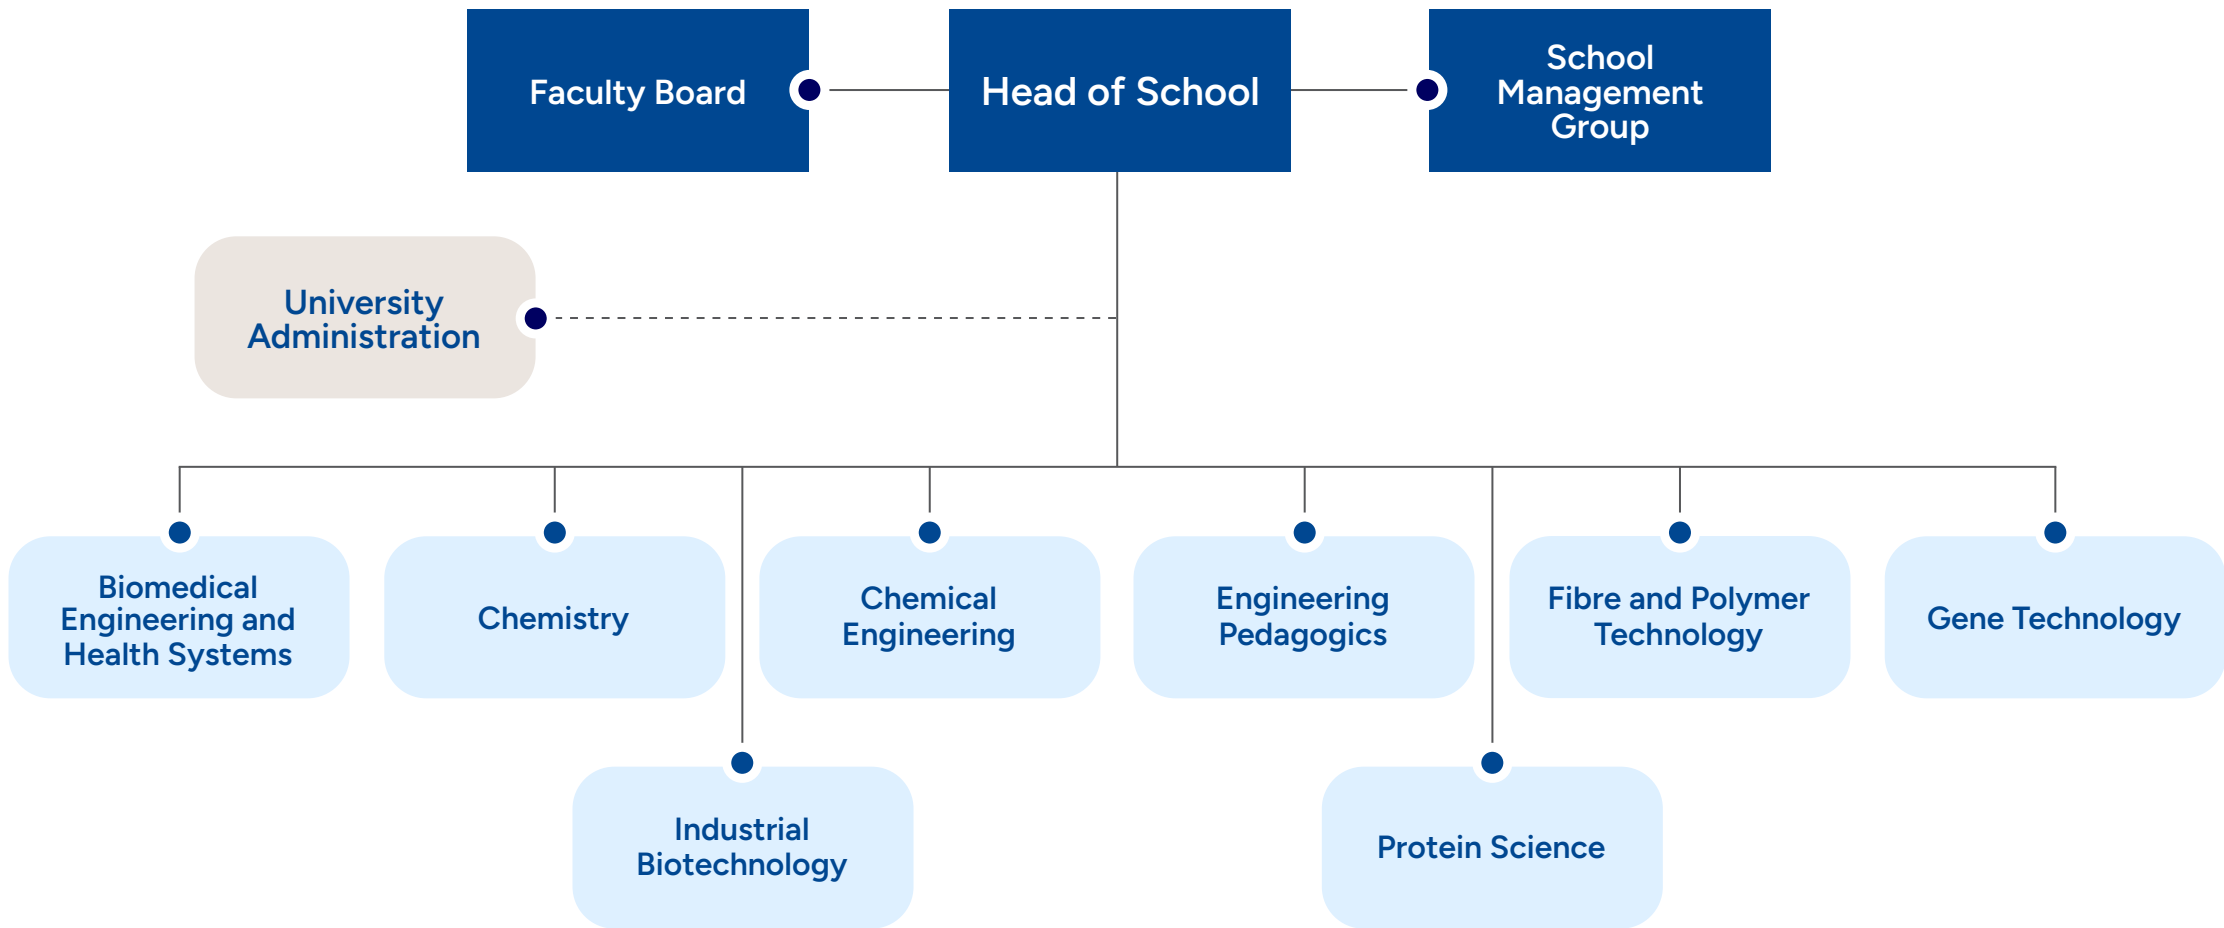 Faculty Board
Head of School
School
Management
Group
University
Administration
Biomedical
Engineering and
Health Systems
Chemistry
Chemical
Engineering
Engineering
Pedagogics
Fibre and Polymer
Technology
Gene Technology
Industrial
Biotechnology
Protein Science